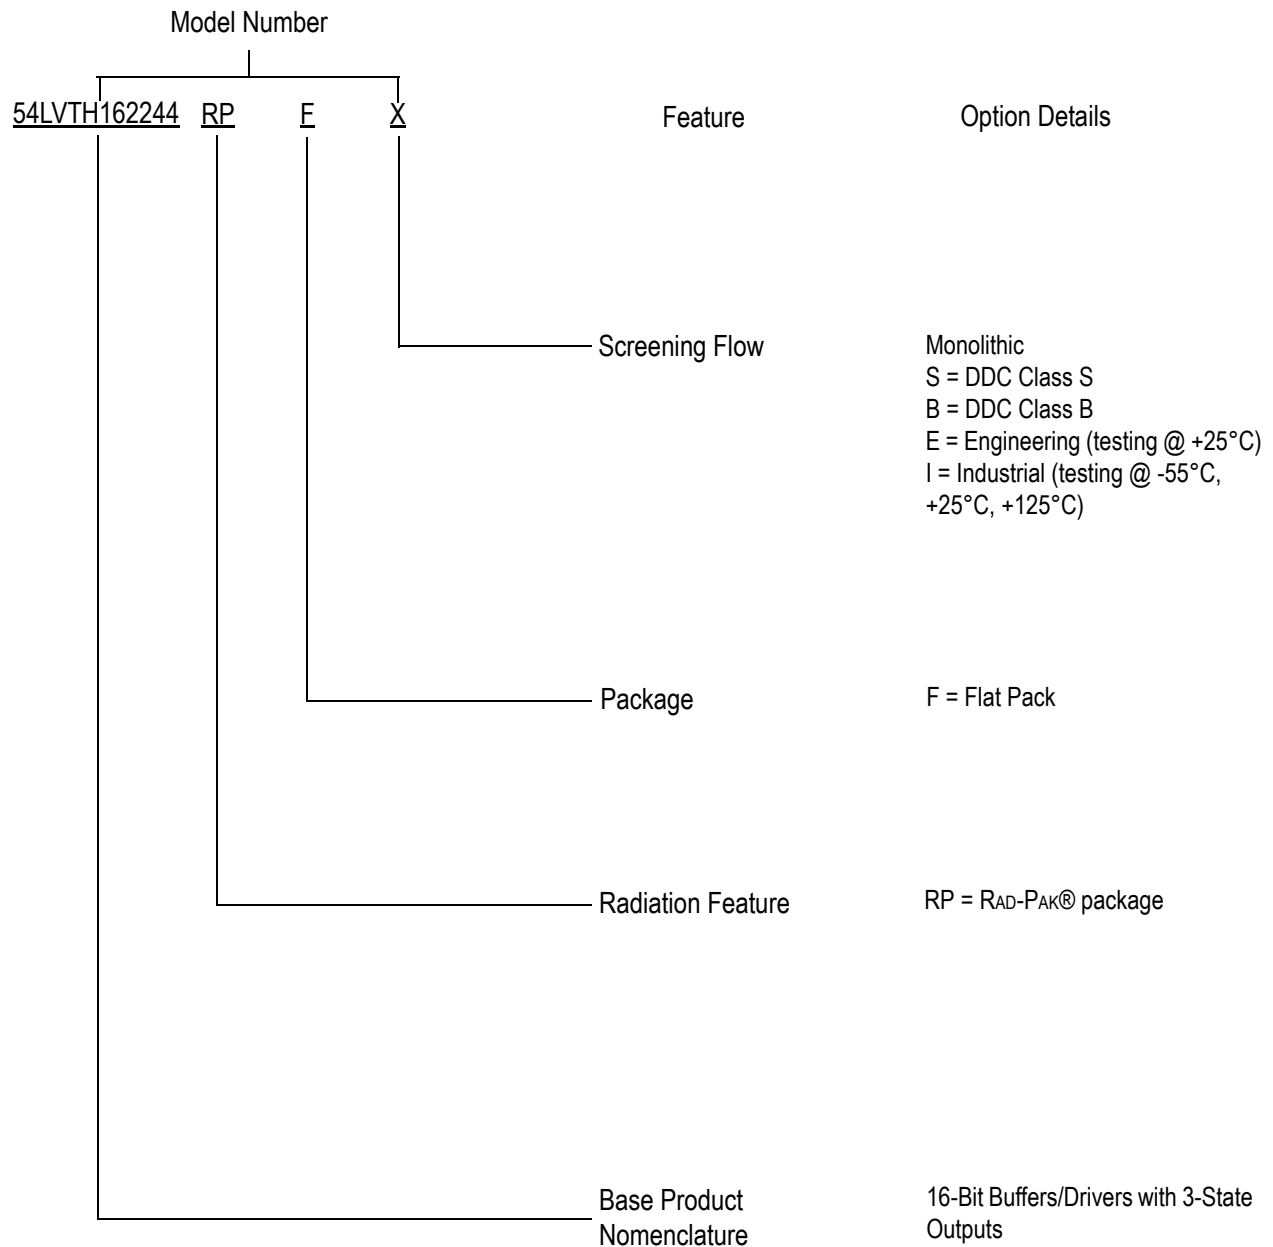 Model Number
54LVTH162244 RP F X
Feature
Option Details
Screening Flow
Monolithic
S = DDC Class S
B = DDC Class B
E = Engineering (testing @ +25°C)
I = Industrial (testing @ -55°C,
+25°C, +125°C)
Package
F = Flat Pack
Radiation Feature
RP = RAD-PAK® package
Base Product
Nomenclature
16-Bit Buffers/Drivers with 3-State
Outputs